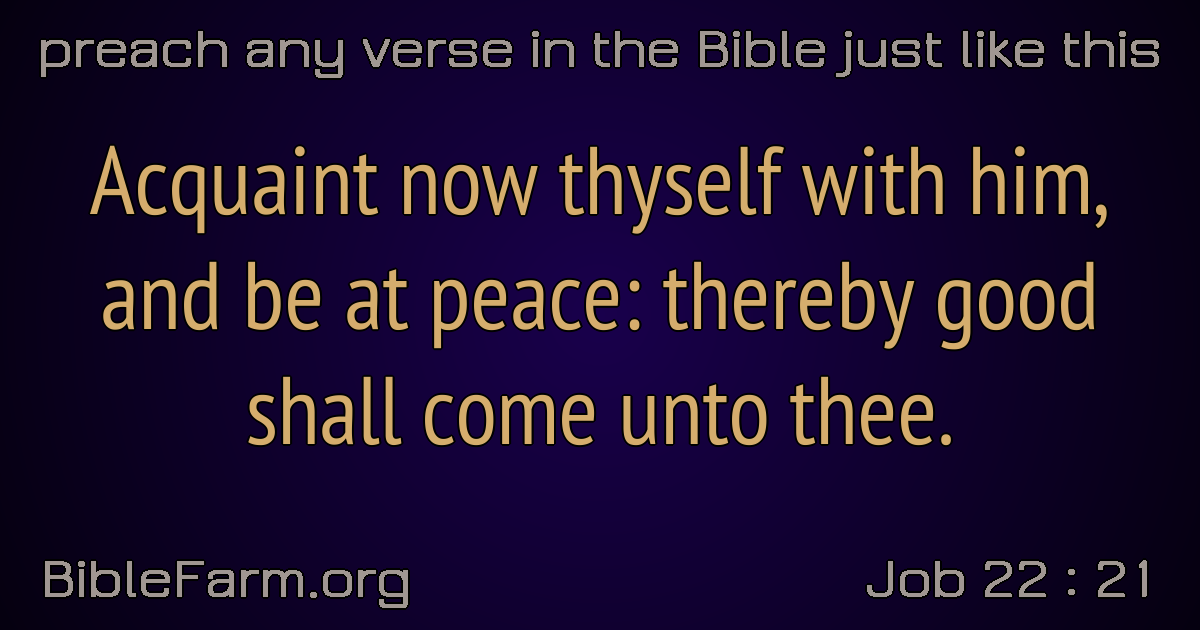 preach any verse in the Bible just like this
Acquaint now thyself with him,
and be at peace: thereby good
shall come unto thee.
BibleFarm.org
Job 22 : 21